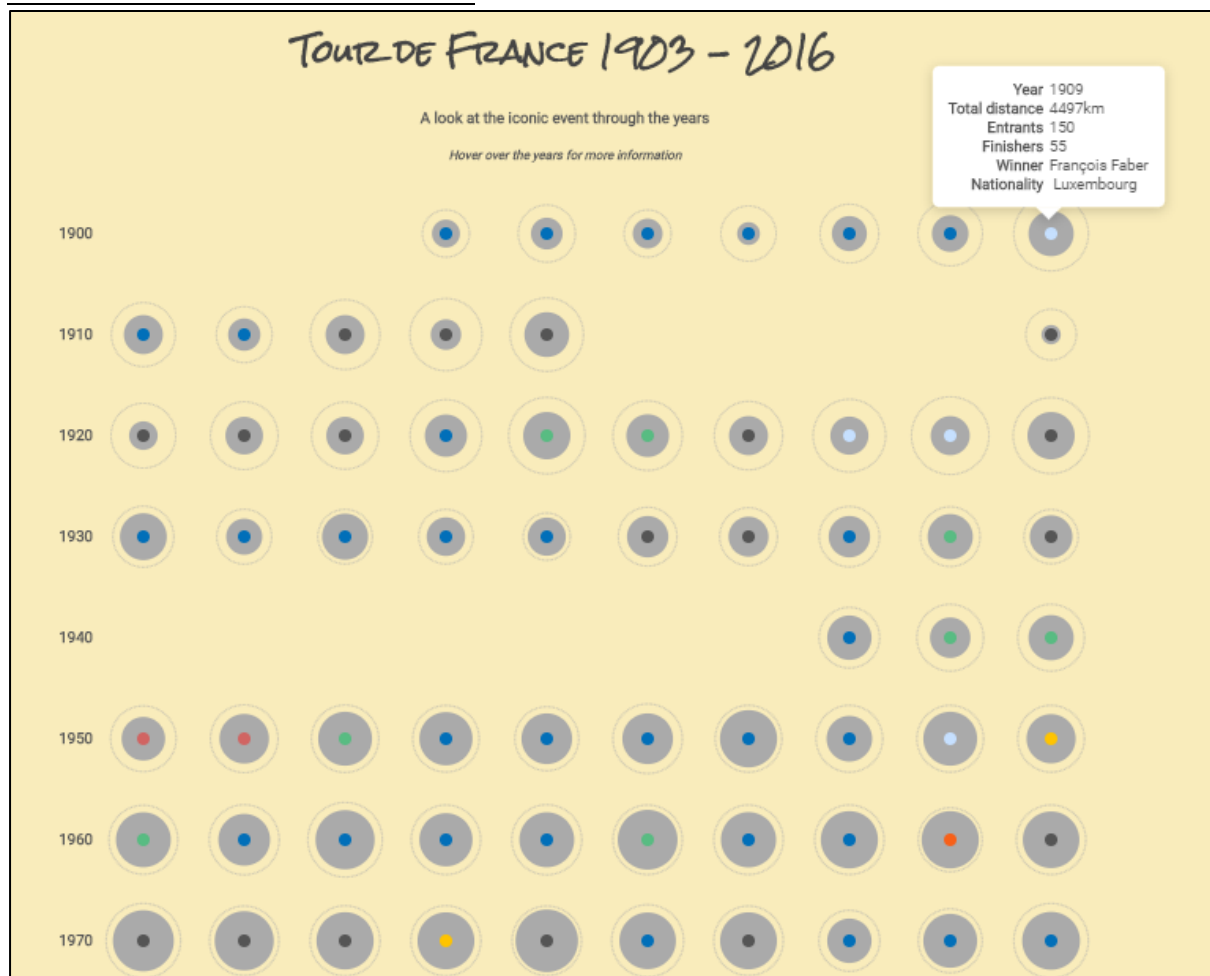 Tour de France 1903 – 2016
A look at the iconic event through the years
Hover over the years for more information
Year 1909
Total distance 4497km
Entrants 150
Finishers 55
Winner François Faber
Nationality Luxembourg
1900
1910
1920
1930
1940
1950
1960
1970